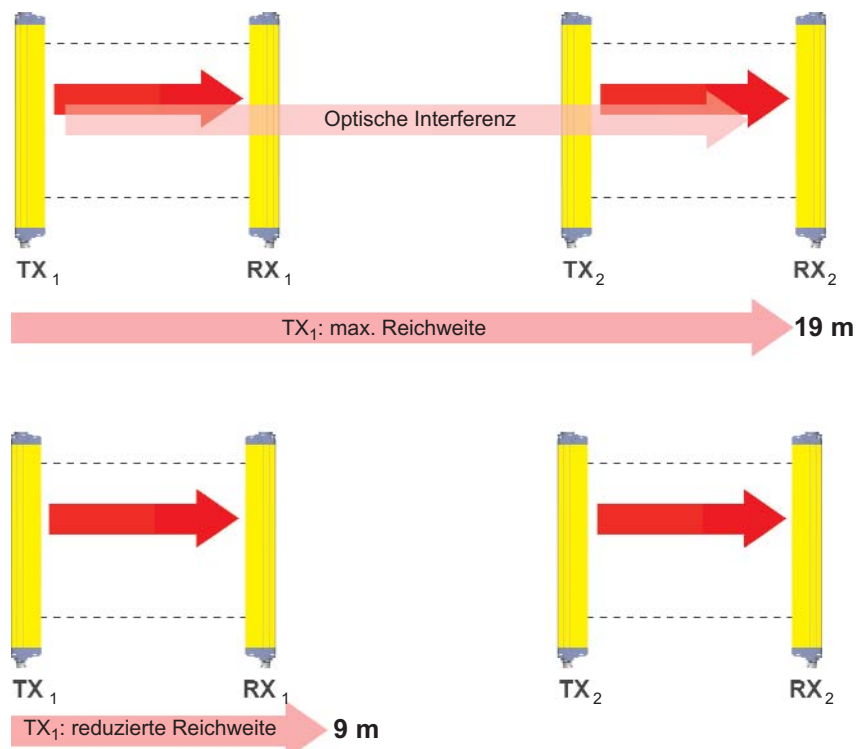 Optische Interferenz
TX1 RX1 TX2 RX2
TX1: max. Reichweite 19 m
TX1 RX1 TX2 RX2
TX1: reduzierte Reichweite 9 m